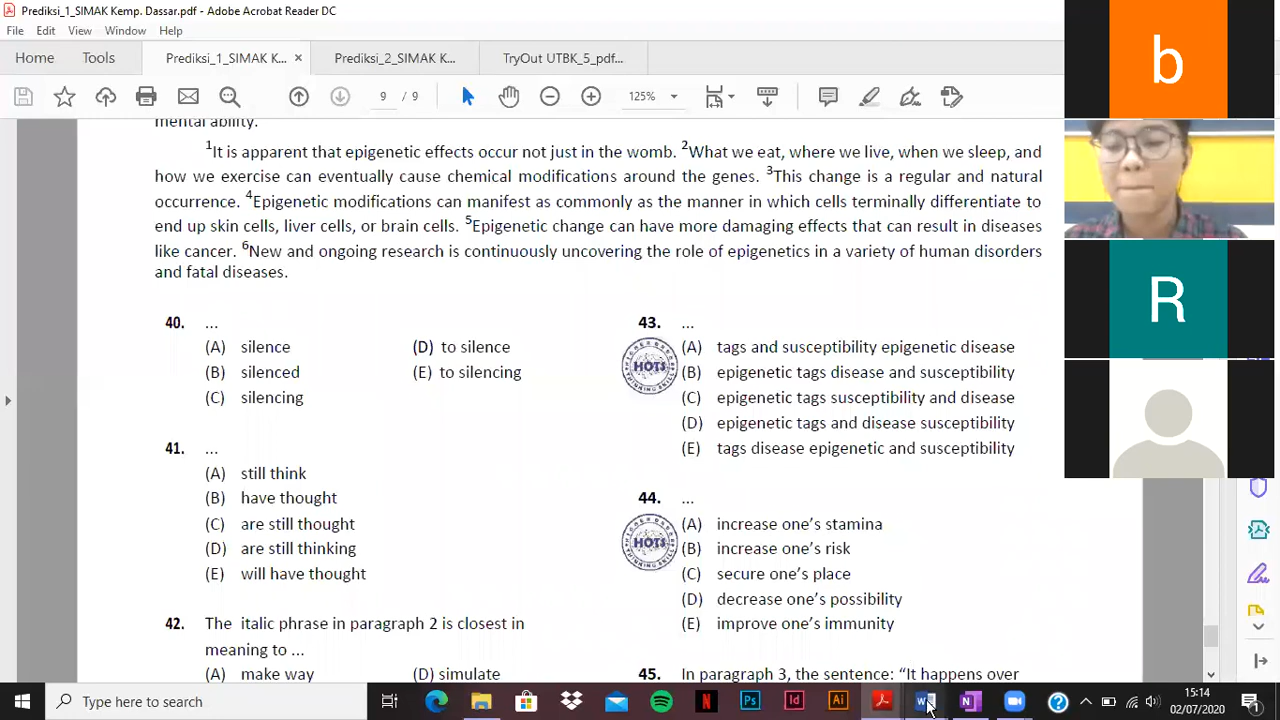 Prediksi_1_SIMAK Kemp. Dassar.pdf - Adobe Acrobat Reader DC
File Edit View Window Help
Home Tools Prediksi_1_SIMAK K... × Prediksi_2_SIMAK K... TryOut UTBK_5_pdf...
9 / 9 125%
mental ability.
1It is apparent that epigenetic effects occur not just in the womb. 2What we eat, where we live, when we sleep, and
how we exercise can eventually cause chemical modifications around the genes. 3This change is a regular and natural
occurrence. 4Epigenetic modifications can manifest as commonly as the manner in which cells terminally differentiate to
end up skin cells, liver cells, or brain cells. 5Epigenetic change can have more damaging effects that can result in diseases
like cancer. 6New and ongoing research is continuously uncovering the role of epigenetics in a variety of human disorders
and fatal diseases.
40. ...
(A) silence (D) to silence
(B) silenced (E) to silencing
(C) silencing
41. ...
(A) still think
(B) have thought
(C) are still thought
(D) are still thinking
(E) will have thought
42. The italic phrase in paragraph 2 is closest in
meaning to ...
(A) make way (D) simulate
43. ...
HOTS
(A) tags and susceptibility epigenetic disease
(B) epigenetic tags disease and susceptibility
(C) epigenetic tags susceptibility and disease
(D) epigenetic tags and disease susceptibility
(E) tags disease epigenetic and susceptibility
44. ...
HOTS
(A) increase one's stamina
(B) increase one's risk
(C) secure one's place
(D) decrease one's possibility
(E) improve one's immunity
45. In paragraph 3, the sentence: "It happens over
b
R
Type here to search
15:14
02/07/2020